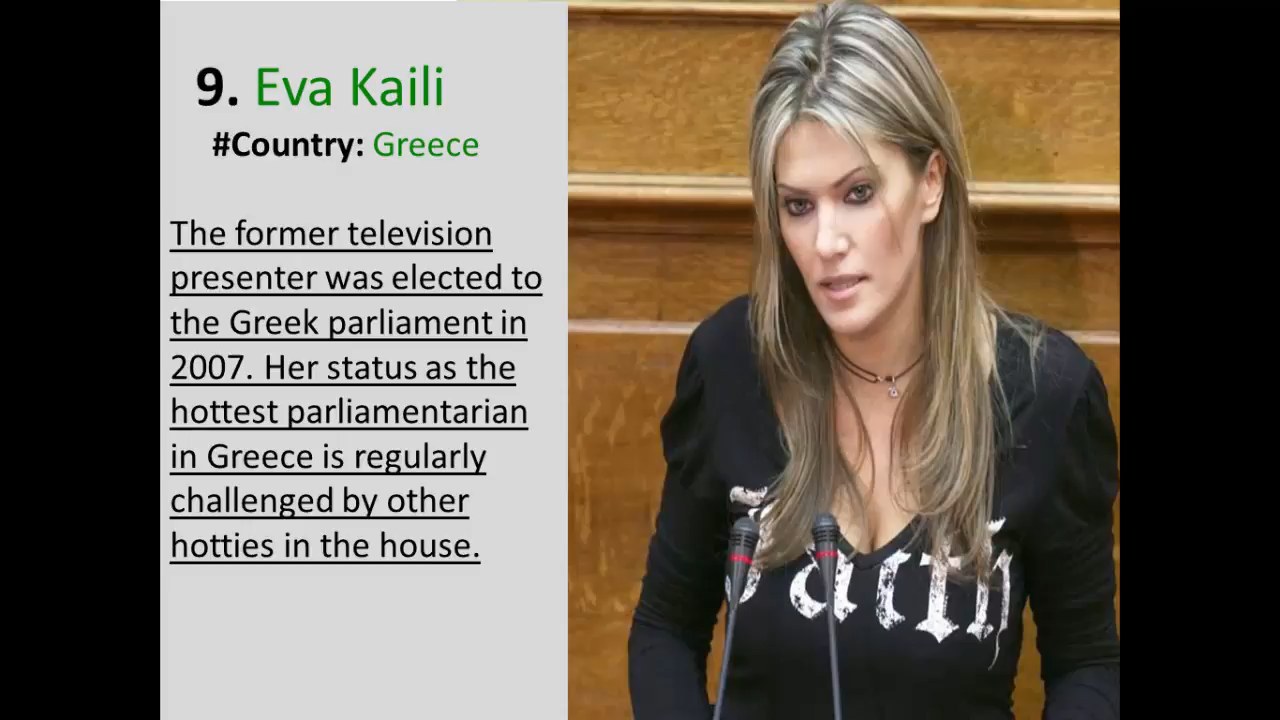 9. Eva Kaili
#Country: Greece
The former television
presenter was elected to
the Greek parliament in
2007. Her status as the
hottest parliamentarian
in Greece is regularly
challenged by other
hotties in the house.
Faith